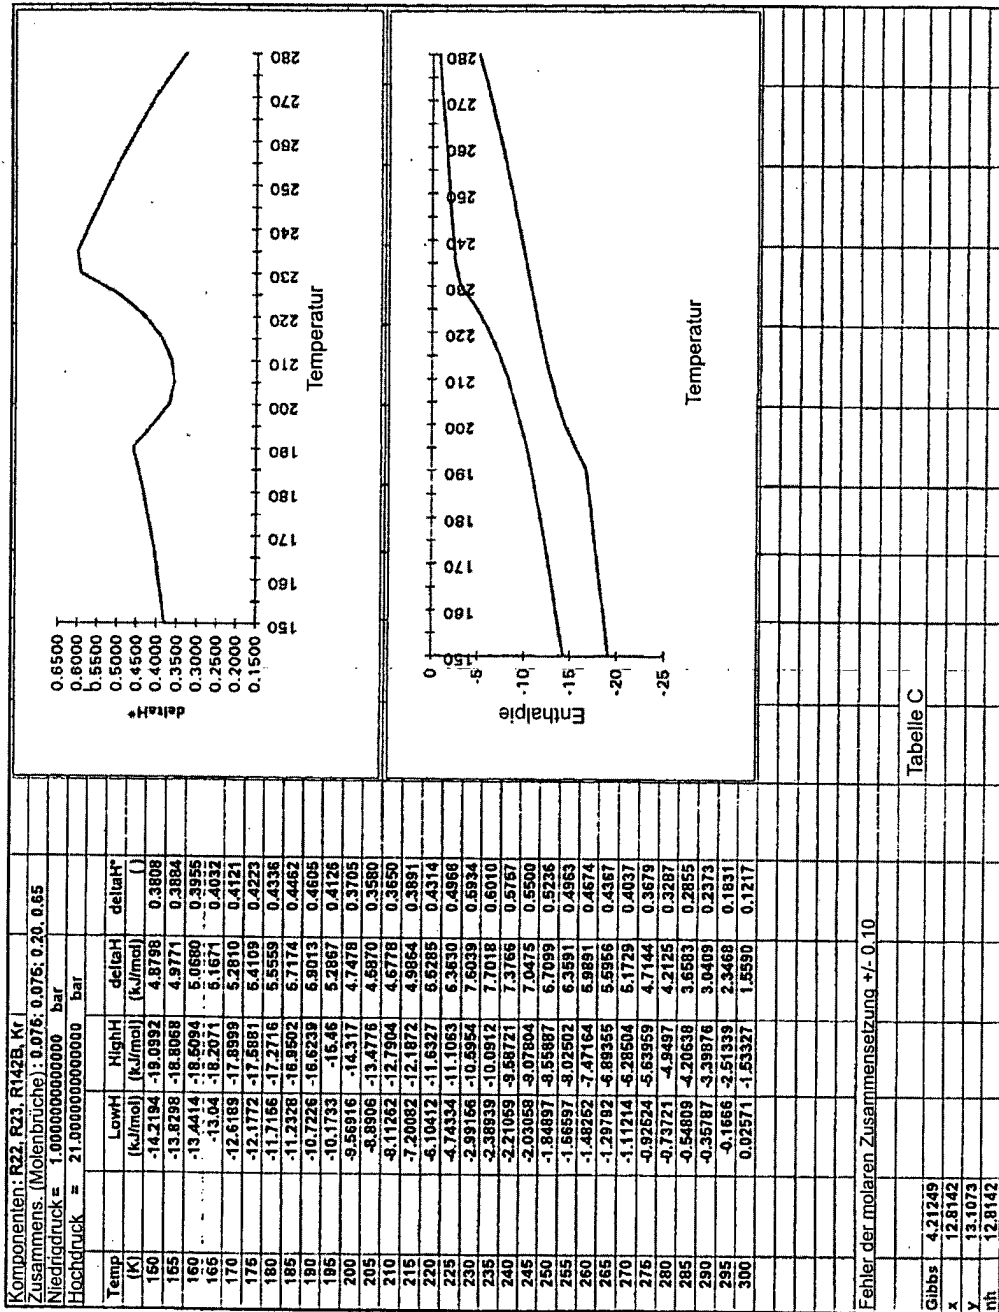 Komponenten: R22, R23, R142B, Kr
Zusammens. (Molenbrüche) : 0.075; 0.075; 0.20, 0.65
Niedrigdruck = 1.00000000000000 bar
Hochdruck = 21.0000000000000 bar
Temp LowH HighH deltaH deltaH*
(K) (kJ/mol) (kJ/mol) (kJ/mol) ( )
150 -14.2194 -19.0992 4.8798 0.3808
155 -13.8298 -18.8068 4.9771 0.3884
160 -13.4414 -18.5094 5.0680 0.3955
165 -13.04 -18.2071 5.1671 0.4032
170 -12.6189 -17.8999 5.2810 0.4121
175 -12.1772 -17.5881 5.4109 0.4223
180 -11.7156 -17.2716 5.5559 0.4336
185 -11.2328 -16.9502 5.7174 0.4462
190 -10.7226 -16.6239 5.9013 0.4605
195 -10.1733 -15.46 5.2867 0.4126
200 -9.56916 -14.317 4.7478 0.3705
205 -8.8906 -13.4776 4.5870 0.3580
210 -8.11262 -12.7904 4.6778 0.3650
215 -7.20082 -12.1872 4.9864 0.3891
220 -6.10412 -11.6327 5.5285 0.4314
225 -4.74334 -11.1063 6.3630 0.4966
230 -2.99166 -10.5954 7.6039 0.5934
235 -2.38939 -10.0912 7.7018 0.6010
240 -2.21059 -9.58721 7.3766 0.5757
245 -2.03058 -9.07804 7.0475 0.5500
250 -1.84897 -8.55887 6.7099 0.5236
255 -1.66597 -8.02502 6.3591 0.4963
260 -1.48252 -7.47164 5.9891 0.4674
265 -1.29792 -6.89355 5.5956 0.4367
270 -1.11214 -6.28504 5.1729 0.4037
275 -0.92524 -5.63959 4.7144 0.3679
280 -0.73721 -4.9497 4.2125 0.3287
285 -0.54809 -4.20638 3.6583 0.2855
290 -0.35787 -3.39876 3.0409 0.2373
295 -0.1666 -2.51339 2.3468 0.1831
300 0.02571 -1.53327 1.5590 0.1217
Fehler der molaren Zusammensetzung +/- 0.10
Gibbs 4.21249
x 12.8142
y 13.1073
inh 12.8142
deltaH*
0.6500
0.6000
0.5500
0.5000
0.4500
0.4000
0.3500
0.3000
0.2500
0.2000
0.1500
150 160 170 180 190 200 210 220 230 240 250 260 270 280
Temperatur
Enthalpie
0
-5
-10
-15
-20
-25
150 160 170 180 190 200 210 220 230 240 250 260 270 280
Temperatur
Tabelle C